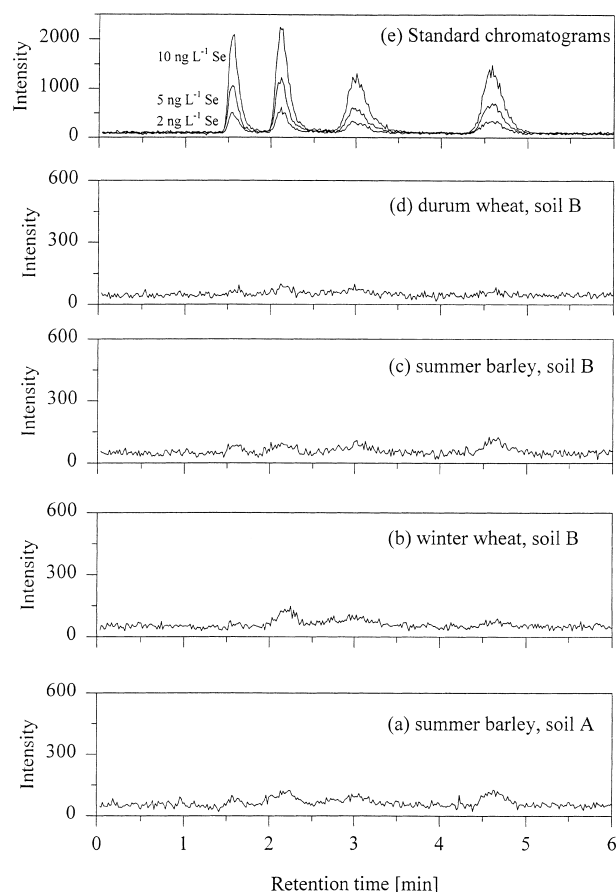 (e) Standard chromatograms
Intensity
2000
1000
0
10 ng L⁻¹ Se
5 ng L⁻¹ Se
2 ng L⁻¹ Se
(d) durum wheat, soil B
Intensity
600
300
0
(c) summer barley, soil B
Intensity
600
300
0
(b) winter wheat, soil B
Intensity
600
300
0
(a) summer barley, soil A
Intensity
600
300
0
0 1 2 3 4 5 6
Retention time [min]